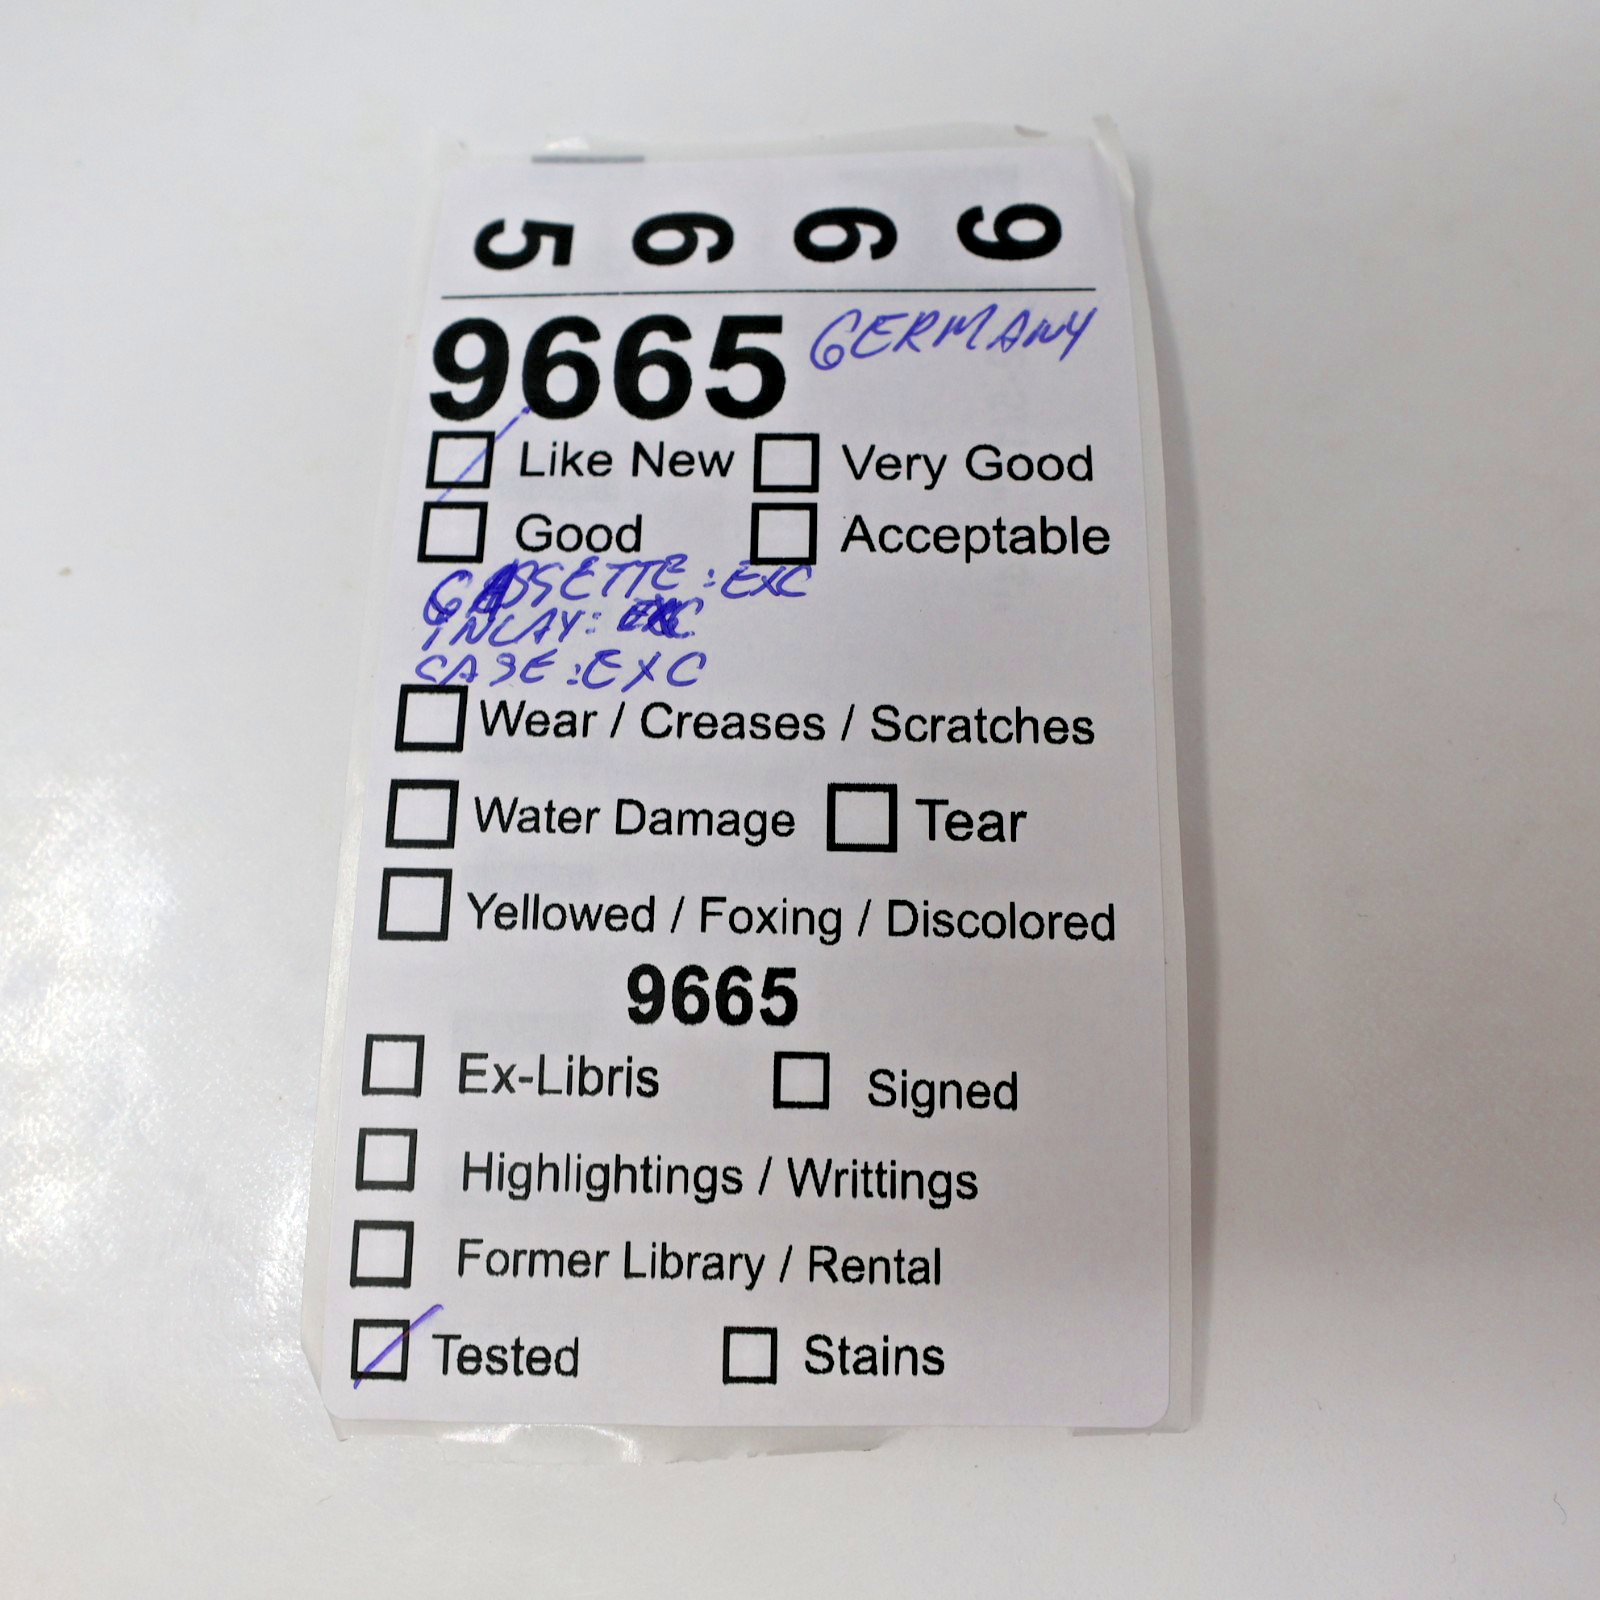 9 6 6 5
9665 GERMANY
Like New Very Good
Good Acceptable
CASSETTE: EXC
INLAY: EXC
CASE: EXC
Wear / Creases / Scratches
Water Damage Tear
Yellowed / Foxing / Discolored
9665
Ex-Libris Signed
Highlightings / Writtings
Former Library / Rental
Tested Stains